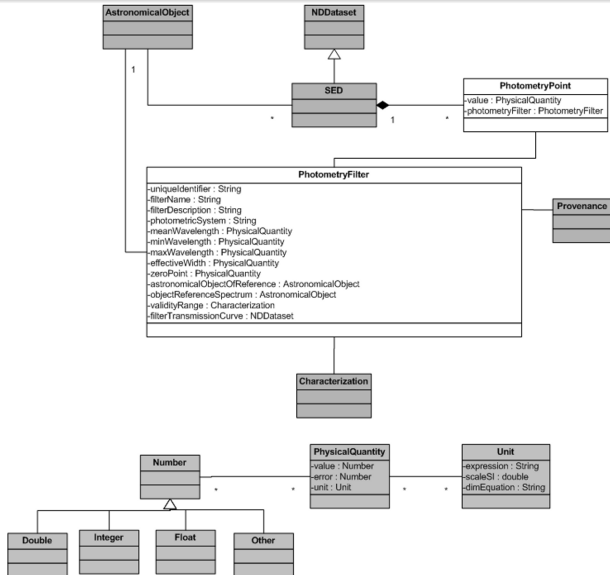 AstronomicalObject
NDDataset
1
SED
*
1
*
PhotometryPoint
-value : PhysicalQuantity
-photometryFilter : PhotometryFilter
PhotometryFilter
-uniqueIdentifier : String
-filterName : String
-filterDescription : String
-photometricSystem : String
-meanWavelength : PhysicalQuantity
-minWavelength : PhysicalQuantity
-maxWavelength : PhysicalQuantity
-effectiveWidth : PhysicalQuantity
-zeroPoint : PhysicalQuantity
-astronomicalObjectOfReference : AstronomicalObject
-objectReferenceSpectrum : AstronomicalObject
-validityRange : Characterization
-filterTransmissionCurve : NDDataset
Provenance
Characterization
Number
*
*
PhysicalQuantity
-value : Number
-error : Number
-unit : Unit
*
*
Unit
-expression : String
-scaleSI : double
-dimEquation : String
Double
Integer
Float
Other